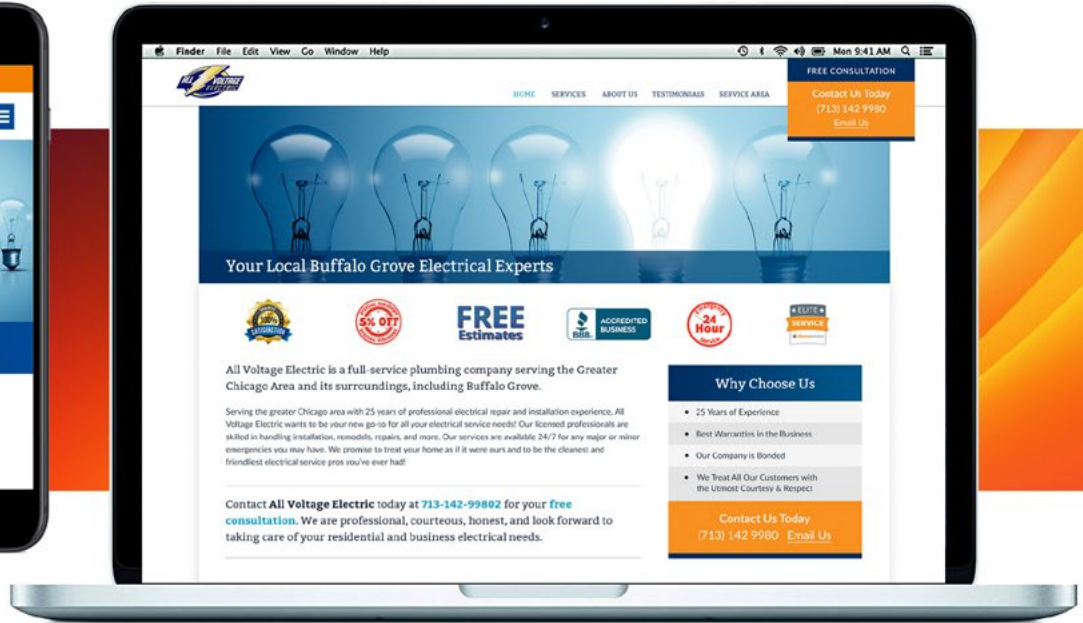 Finder File Edit View Go Window Help
Mon 9:41 AM
ALL VOLTAGE
ELECTRIC
HOME SERVICES ABOUT US TESTIMONIALS SERVICE AREA
FREE CONSULTATION
Contact Us Today
(713) 142 9980
Email Us
Your Local Buffalo Grove Electrical Experts
100%
SATISFACTION
5% OFF
FREE
Estimates
BBB.
ACCREDITED
BUSINESS
Emergency
24
Hour
Service
ELITE
SERVICE
All Voltage Electric is a full-service plumbing company serving the Greater
Chicago Area and its surroundings, including Buffalo Grove.
Serving the greater Chicago area with 25 years of professional electrical repair and installation experience, All
Voltage Electric wants to be your new go-to for all your electrical service needs! Our licensed professionals are
skilled in handling installation, remodels, repairs, and more. Our services are available 24/7 for any major or minor
emergencies you may have. We promise to treat your home as if it were ours and to be the cleanest and
friendliest electrical service pros you've ever had!
Contact All Voltage Electric today at 713-142-99802 for your free
consultation. We are professional, courteous, honest, and look forward to
taking care of your residential and business electrical needs.
Why Choose Us
• 25 Years of Experience
• Best Warranties in the Business
• Our Company is Bonded
• We Treat All Our Customers with
the Utmost Courtesy & Respect
Contact Us Today
(713) 142 9980 Email Us